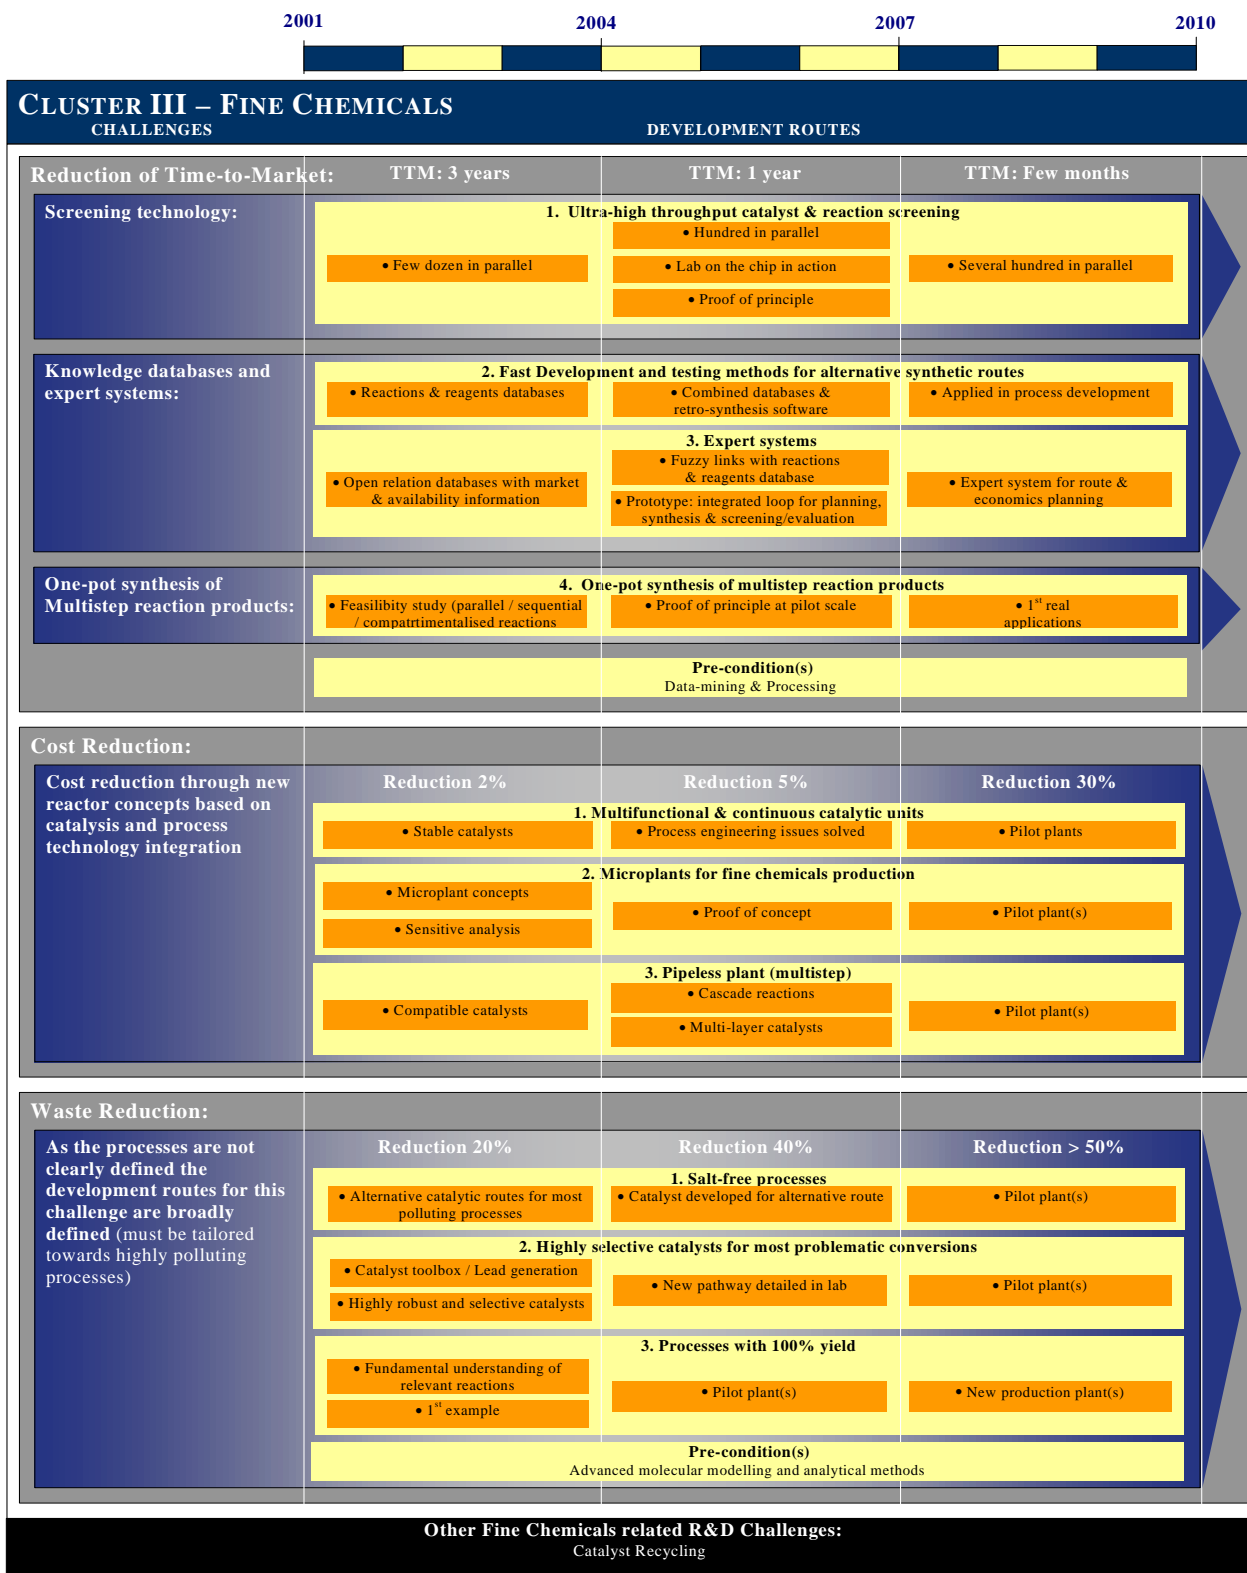 2001 2004 2007 2010
CLUSTER III – FINE CHEMICALS
CHALLENGES DEVELOPMENT ROUTES
Reduction of Time-to-Market: TTM: 3 years TTM: 1 year TTM: Few months
Screening technology:
1. Ultra-high throughput catalyst & reaction screening
• Hundred in parallel
• Few dozen in parallel • Lab on the chip in action • Several hundred in parallel
• Proof of principle
Knowledge databases and
expert systems:
2. Fast Development and testing methods for alternative synthetic routes
• Reactions & reagents databases • Combined databases & • Applied in process development
retro-synthesis software
3. Expert systems
• Fuzzy links with reactions
& reagents database
• Open relation databases with market • Expert system for route &
& availability information economics planning
• Prototype: integrated loop for planning,
synthesis & screening/evaluation
One-pot synthesis of
Multistep reaction products:
4. One-pot synthesis of multistep reaction products
• Feasilibity study (parallel / sequential • Proof of principle at pilot scale • 1st real
/ compatrtimentalised reactions applications
Pre-condition(s)
Data-mining & Processing
Cost Reduction:
Cost reduction through new
reactor concepts based on
catalysis and process
technology integration
Reduction 2% Reduction 5% Reduction 30%
1. Multifunctional & continuous catalytic units
• Stable catalysts • Process engineering issues solved • Pilot plants
2. Microplants for fine chemicals production
• Microplant concepts
• Proof of concept • Pilot plant(s)
• Sensitive analysis
3. Pipeless plant (multistep)
• Cascade reactions
• Compatible catalysts • Pilot plant(s)
• Multi-layer catalysts
Waste Reduction:
As the processes are not
clearly defined the
development routes for this
challenge are broadly
defined (must be tailored
towards highly polluting
processes)
Reduction 20% Reduction 40% Reduction > 50%
1. Salt-free processes
• Alternative catalytic routes for most • Catalyst developed for alternative route • Pilot plant(s)
polluting processes
2. Highly selective catalysts for most problematic conversions
• Catalyst toolbox / Lead generation
• New pathway detailed in lab • Pilot plant(s)
• Highly robust and selective catalysts
3. Processes with 100% yield
• Fundamental understanding of
relevant reactions
• Pilot plant(s) • New production plant(s)
• 1st example
Pre-condition(s)
Advanced molecular modelling and analytical methods
Other Fine Chemicals related R&D Challenges:
Catalyst Recycling